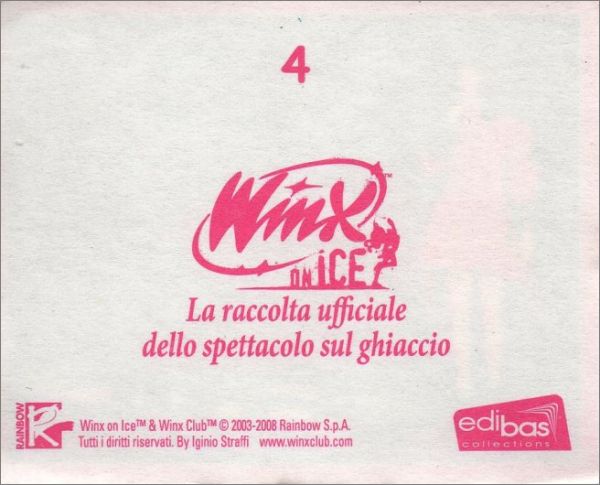 4
Winx™
ON ICE
La raccolta ufficiale
dello spettacolo sul ghiaccio
RAINBOW
R
Winx on Ice™ & Winx Club™ © 2003-2008 Rainbow S.p.A.
Tutti i diritti riservati. By Iginio Straffi www.winxclub.com
edibas
collections